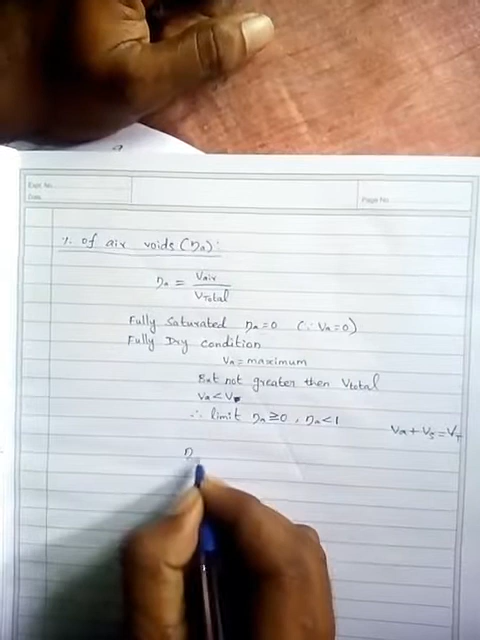 Expt. No.
Date
Page No.
% of air voids (ηa):
ηa = Vair / VTotal
Fully Saturated ηa=0 (∵ Va=0)
Fully Dry condition
Va = maximum
But not greater then Vtotal
Va < V
∴ limit ηa ≥ 0, ηa < 1
Va + Vs = VT
η